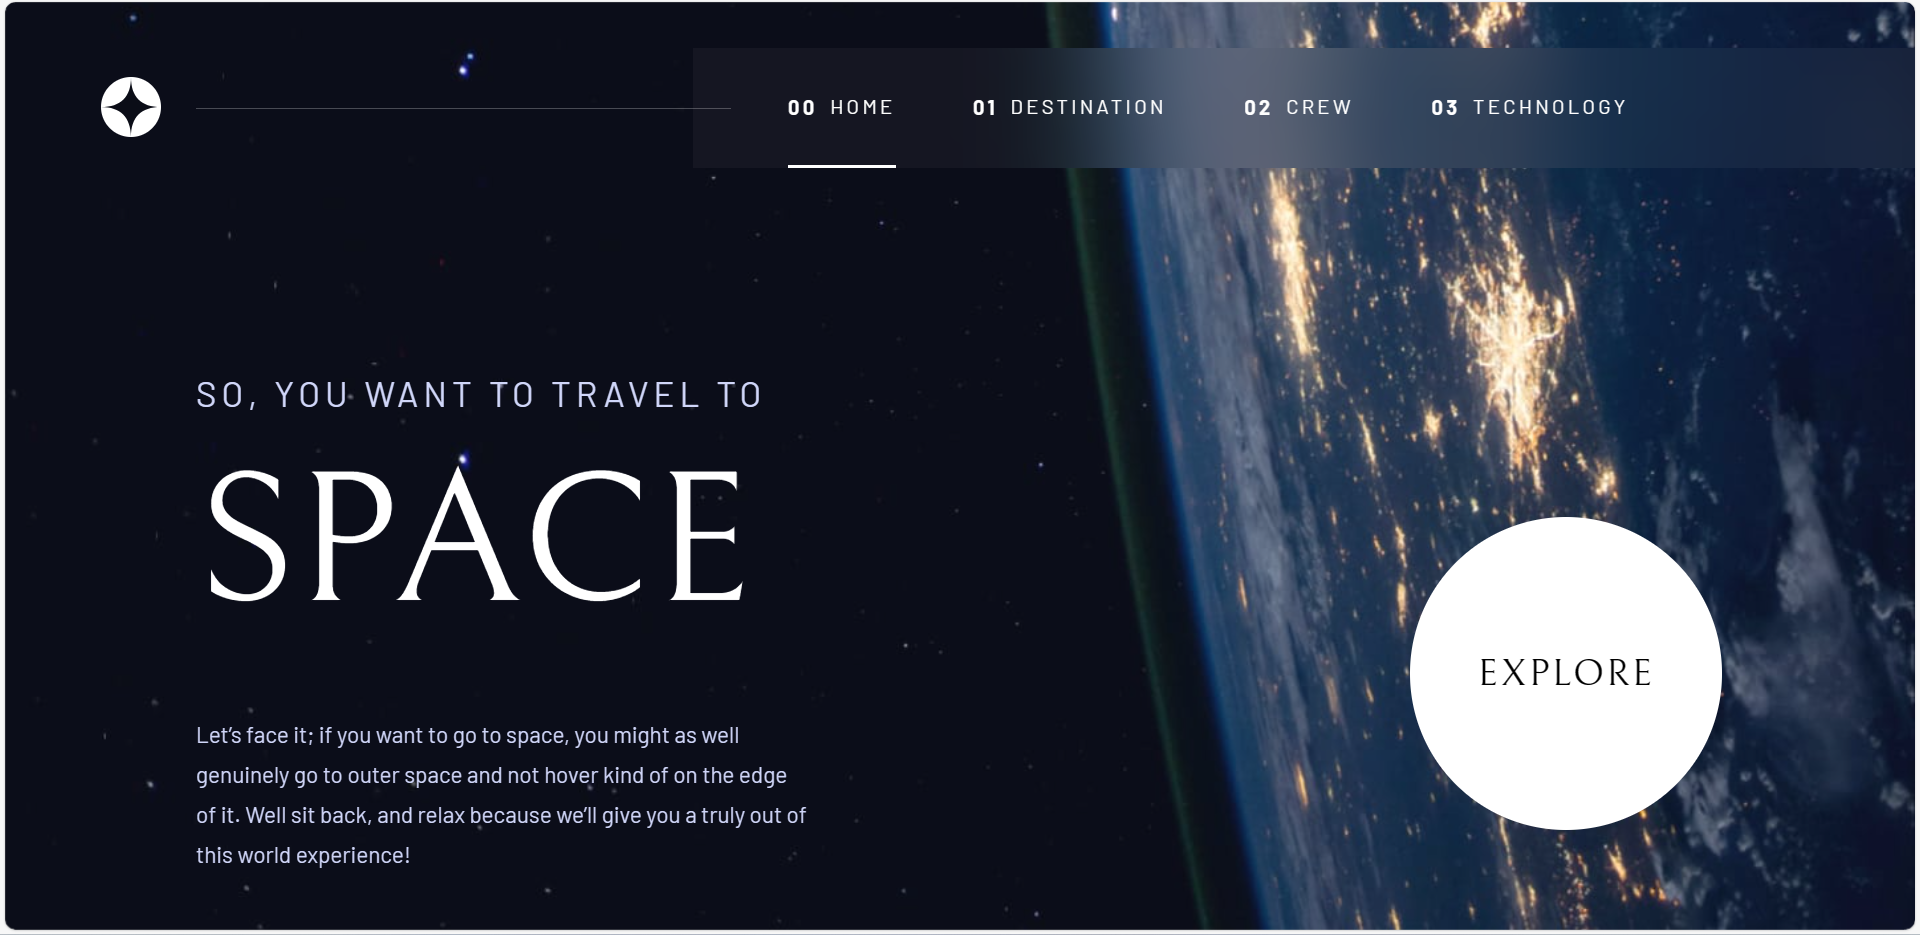 00 HOME 01 DESTINATION 02 CREW 03 TECHNOLOGY
SO, YOU WANT TO TRAVEL TO
SPACE
Let’s face it; if you want to go to space, you might as well
genuinely go to outer space and not hover kind of on the edge
of it. Well sit back, and relax because we’ll give you a truly out of
this world experience!
EXPLORE